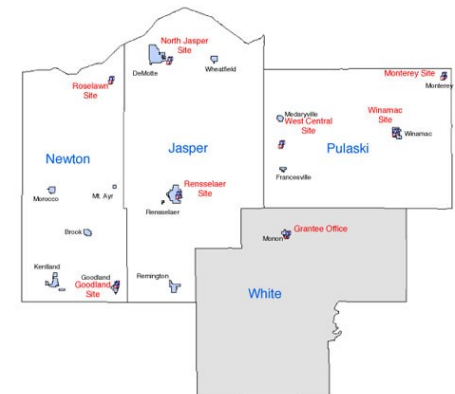 North Jasper
Site
DeMotte
Wheatfield
Roselawn
Site
Monterey Site
Monterey
Medaryville
West Central
Site
Winamac
Site
Winamac
Newton
Jasper
Pulaski
Francesville
Morocco
Mt. Ayr
Rensselaer
Site
Rensselaer
Brook
Grantee Office
Monon
Kentland
Goodland
Goodland
Site
Remington
White